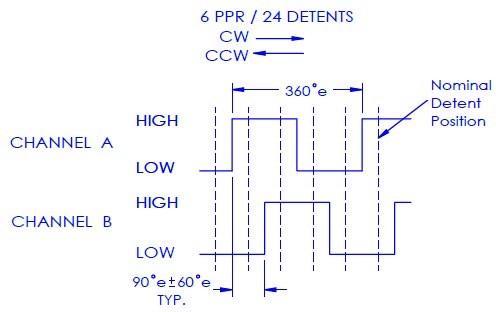 6 PPR / 24 DETENTS
CW
CCW
360°e
Nominal
Detent
Position
HIGH
CHANNEL A
LOW
HIGH
CHANNEL B
LOW
90°e±60°e
TYP.